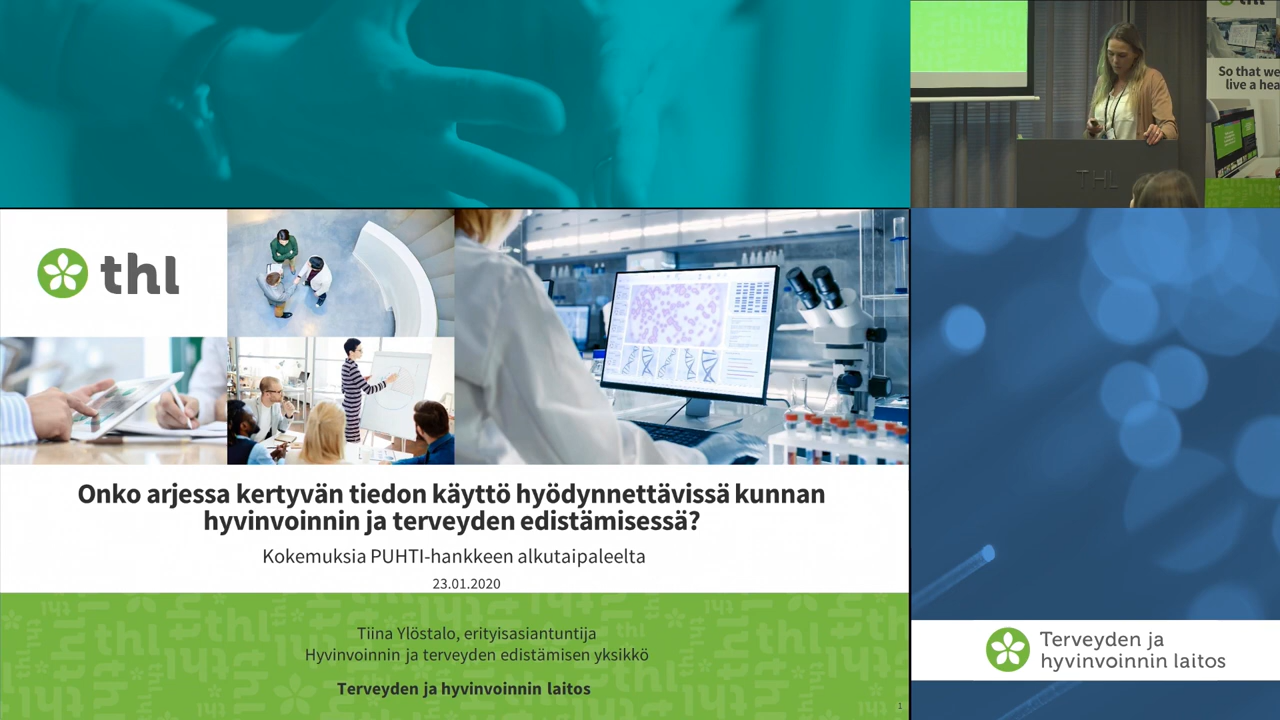 So that we
live a hea
THL
thl
Onko arjessa kertyvän tiedon käyttö hyödynnettävissä kunnan
hyvinvoinnin ja terveyden edistämisessä?
Kokemuksia PUHTI-hankkeen alkutaipaleelta
23.01.2020
Tiina Ylöstalo, erityisasiantuntija
Hyvinvoinnin ja terveyden edistämisen yksikkö
Terveyden ja hyvinvoinnin laitos
1
Terveyden ja
hyvinvoinnin laitos